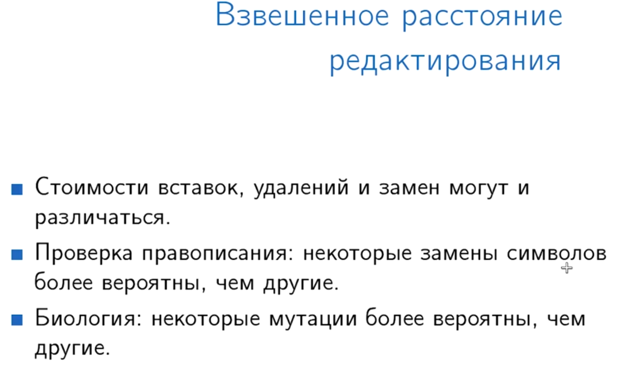 Взвешенное расстояние
редактирования
Стоимости вставок, удалений и замен могут и
различаться.
Проверка правописания: некоторые замены символов
более вероятны, чем другие.
Биология: некоторые мутации более вероятны, чем
другие.